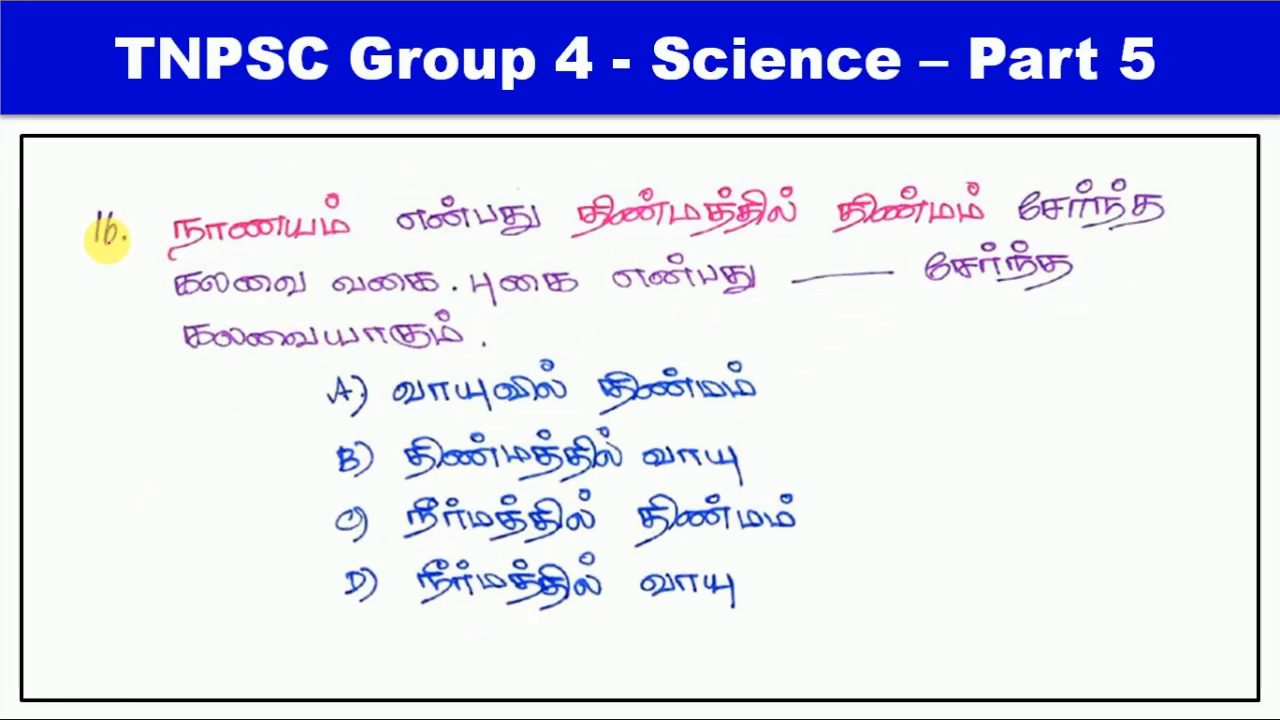 TNPSC Group 4 - Science – Part 5
16. நாணயம் என்பது திண்மத்தில் திண்மம் சேர்ந்த
கலவை வகை. புகை என்பது ——— சேர்ந்த
கலவையாகும்.
A) வாயுவில் திண்மம்
B) திண்மத்தில் வாயு
C) நீர்மத்தில் திண்மம்
D) நீர்மத்தில் வாயு